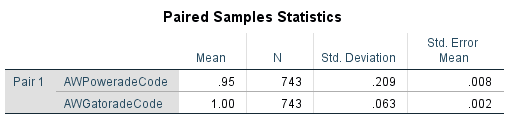 Paired Samples Statistics
Mean N Std. Deviation Std. Error Mean
Pair 1 AWPoweradeCode .95 743 .209 .008
AWGatoradeCode 1.00 743 .063 .002